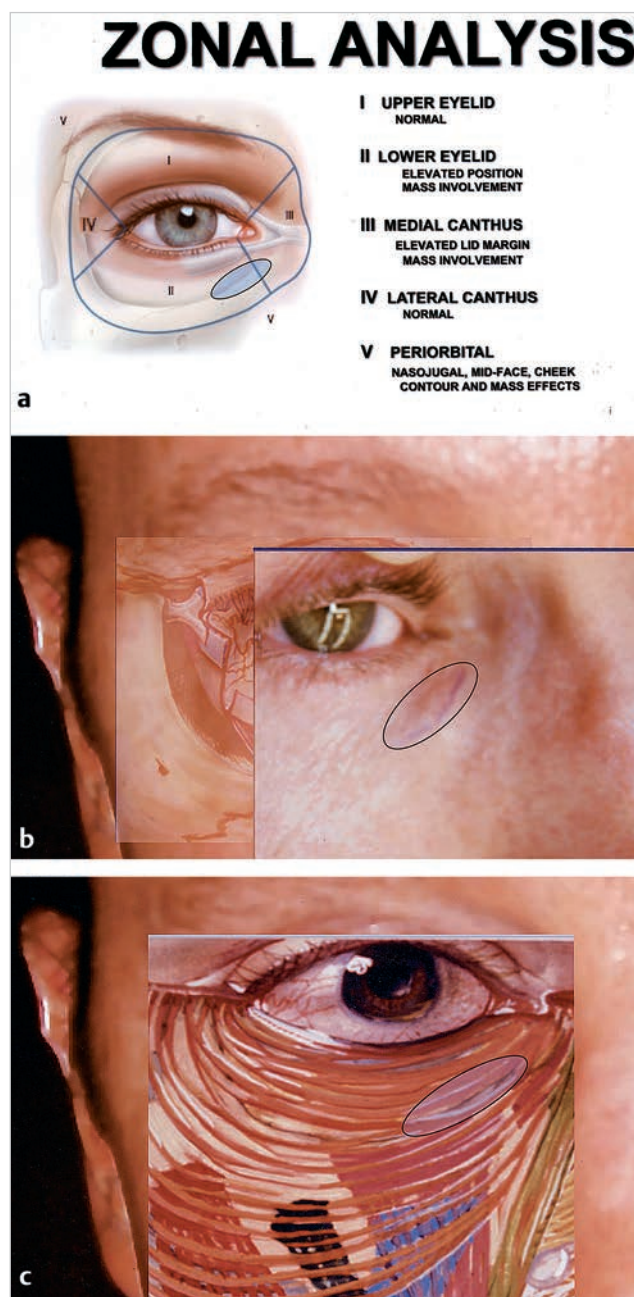 ZONAL ANALYSIS
I UPPER EYELID
NORMAL
II LOWER EYELID
ELEVATED POSITION
MASS INVOLVEMENT
III MEDIAL CANTHUS
ELEVATED LID MARGIN
MASS INVOLVEMENT
IV LATERAL CANTHUS
NORMAL
V PERIORBITAL
NASOJUGAL, MID-FACE, CHEEK
CONTOUR AND MASS EFFECTS
V
I
IV
III
II
V
a
b
c